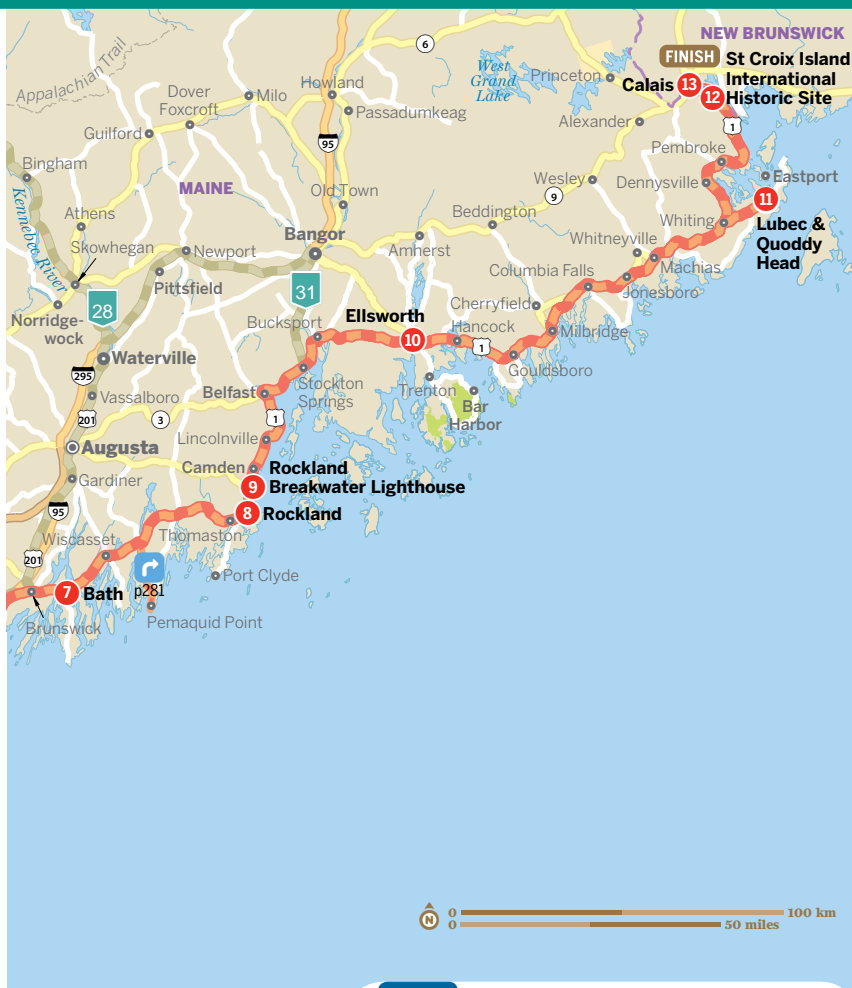 NEW BRUNSWICK
6
FINISH
St Croix Island
International
Historic Site
West
Grand
Lake
Princeton
Calais
13
12
Appalachian Trail
Howland
Dover
Foxcroft
Milo
Passadumkeag
Alexander
1
Guilford
95
Pembroke
Bingham
Eastport
MAINE
Wesley
Dennysville
Old Town
9
11
Kennebec River
Athens
Beddington
Whiting
Lubec &
Quoddy
Head
Skowhegan
Newport
Bangor
Amherst
Whitneyville
Machias
Columbia Falls
Pittsfield
Jonesboro
28
31
Cherryfield
Norridge-
wock
Bucksport
Ellsworth
10
Hancock
1
Milbridge
Gouldsboro
Waterville
295
Stockton
Springs
Trenton
Bar
Harbor
Vassalboro
Belfast
201
3
1
Lincolnville
Augusta
Camden
Rockland
Breakwater Lighthouse
9
Gardiner
8
Rockland
95
Wiscasset
Thomaston
201
Port Clyde
7
Bath
p281
Brunswick
Pemaquid Point
N
0
100 km
0
50 miles